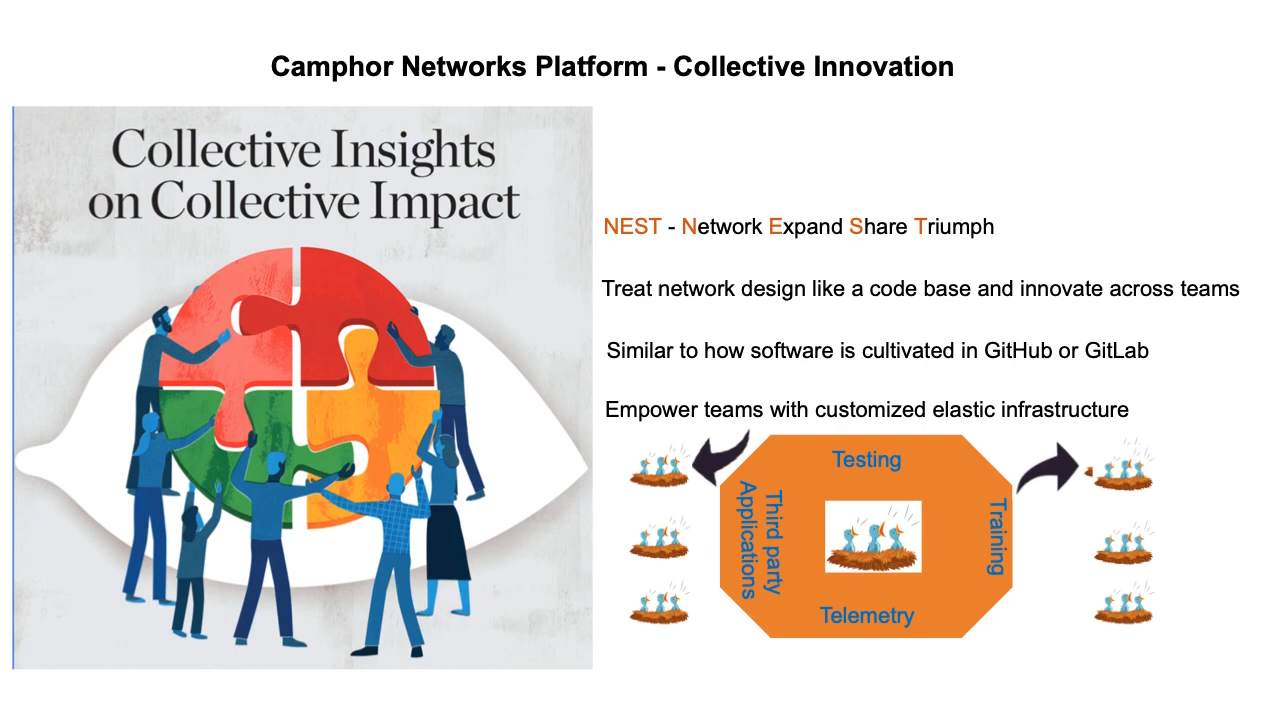 Camphor Networks Platform - Collective Innovation
Collective Insights
on Collective Impact
NEST - Network Expand Share Triumph
Treat network design like a code base and innovate across teams
Similar to how software is cultivated in GitHub or GitLab
Empower teams with customized elastic infrastructure
Testing
Third party
Applications
Training
Telemetry